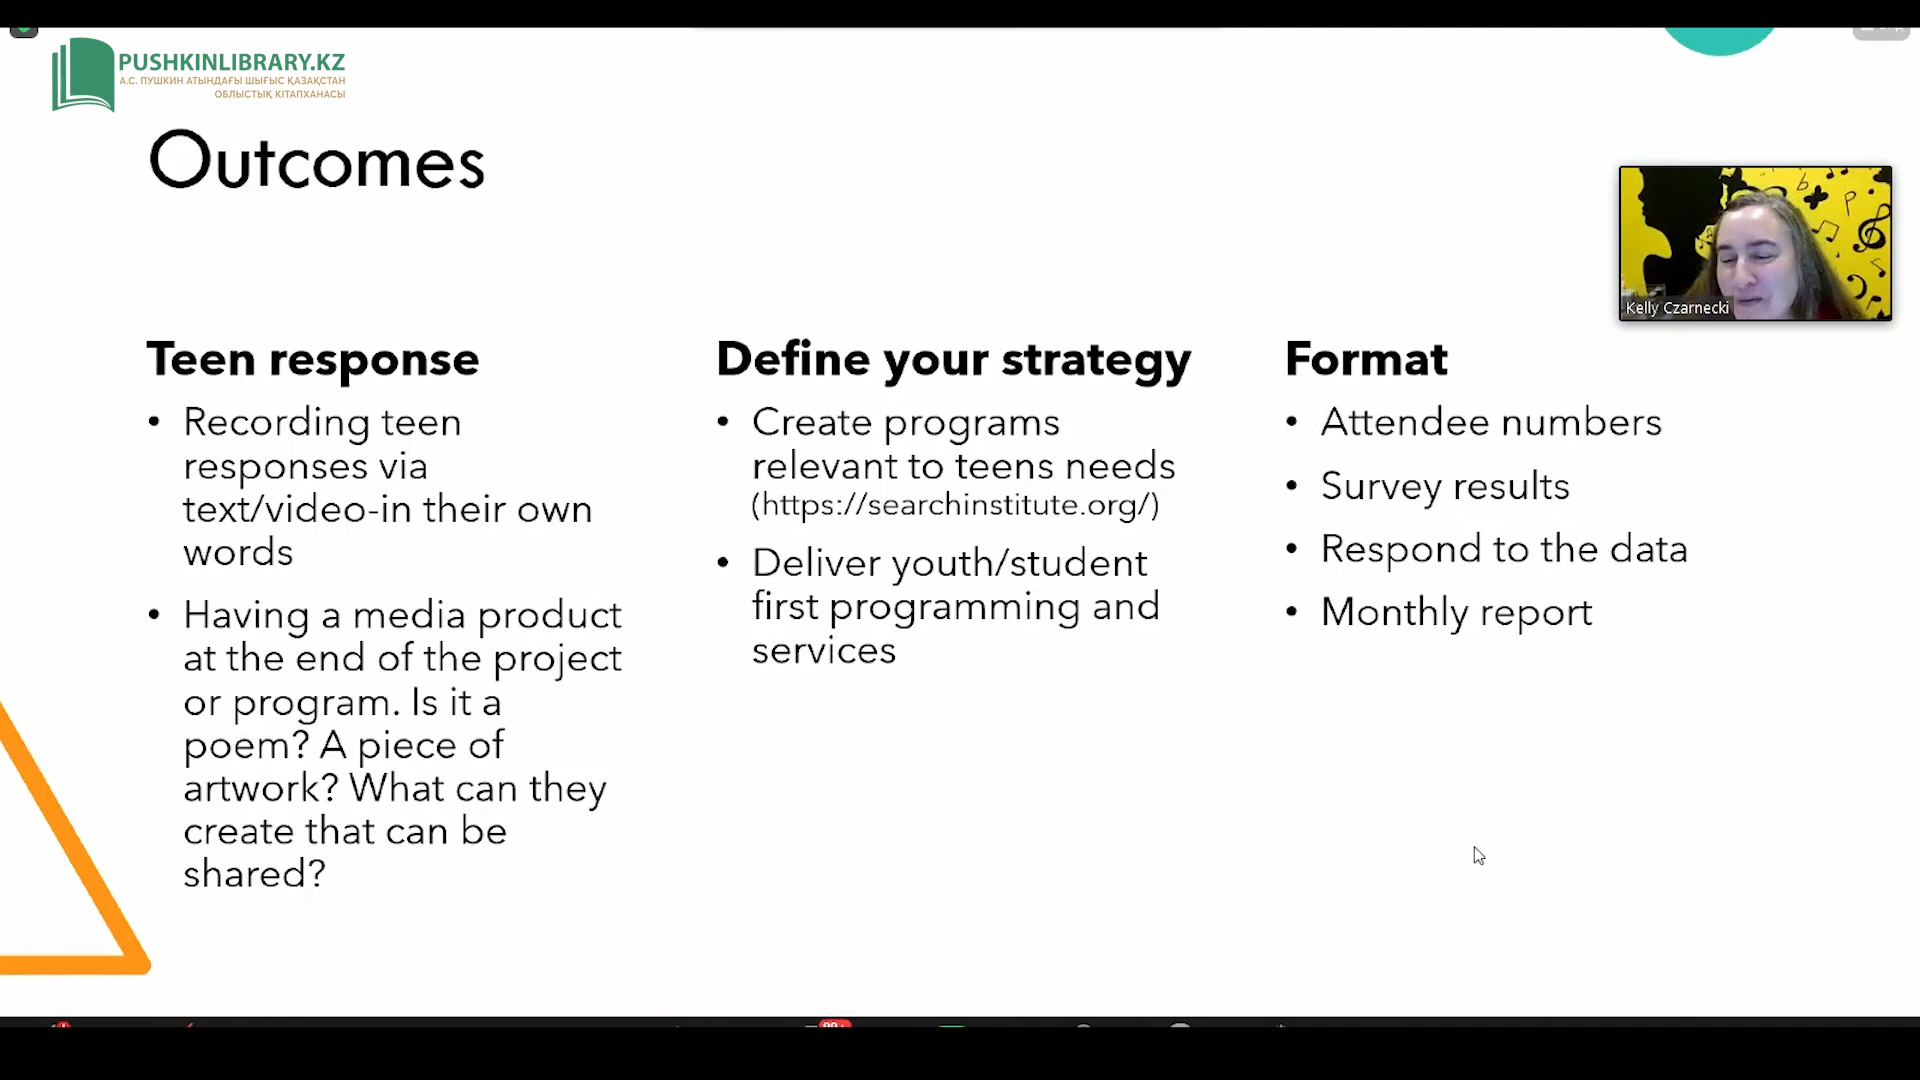 PUSHKINLIBRARY.KZ
А.С. ПУШКИН АТЫНДАҒЫ ШЫҒЫС ҚАЗАҚСТАН
ОБЛЫСТЫҚ КІТАПХАНАСЫ
Outcomes
Kelly Czarnecki
Teen response
• Recording teen
responses via
text/video-in their own
words
• Having a media product
at the end of the project
or program. Is it a
poem? A piece of
artwork? What can they
create that can be
shared?
Define your strategy
• Create programs
relevant to teens needs
(https://searchinstitute.org/)
• Deliver youth/student
first programming and
services
Format
• Attendee numbers
• Survey results
• Respond to the data
• Monthly report